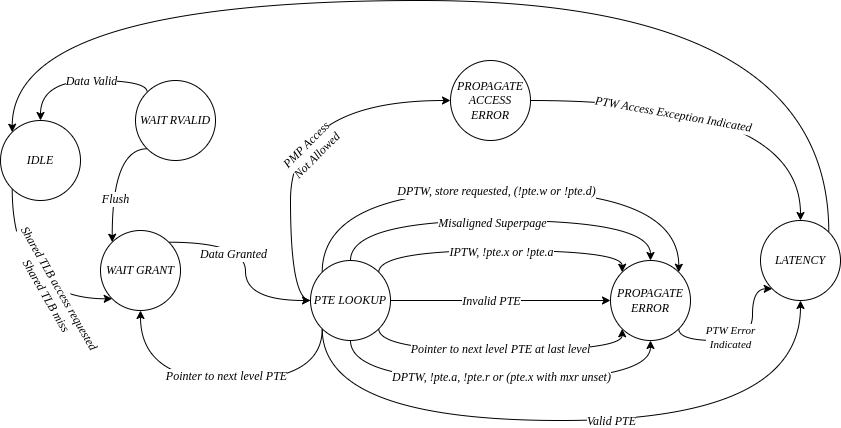 Data Valid
WAIT RVALID
PROPAGATE
ACCESS
ERROR
PTW Access Exception Indicated
IDLE
PMP Access
Not Allowed
Flush
DPTW, store requested, (!pte.w or !pte.d)
Misaligned Superpage
Shared TLB access requested
Shared TLB miss
WAIT GRANT
Data Granted
IPTW, !pte.x or !pte.a
LATENCY
PTE LOOKUP
Invalid PTE
PROPAGATE
ERROR
PTW Error
Indicated
Pointer to next level PTE at last level
Pointer to next level PTE
DPTW, !pte.a, !pte.r or (pte.x with mxr unset)
Valid PTE